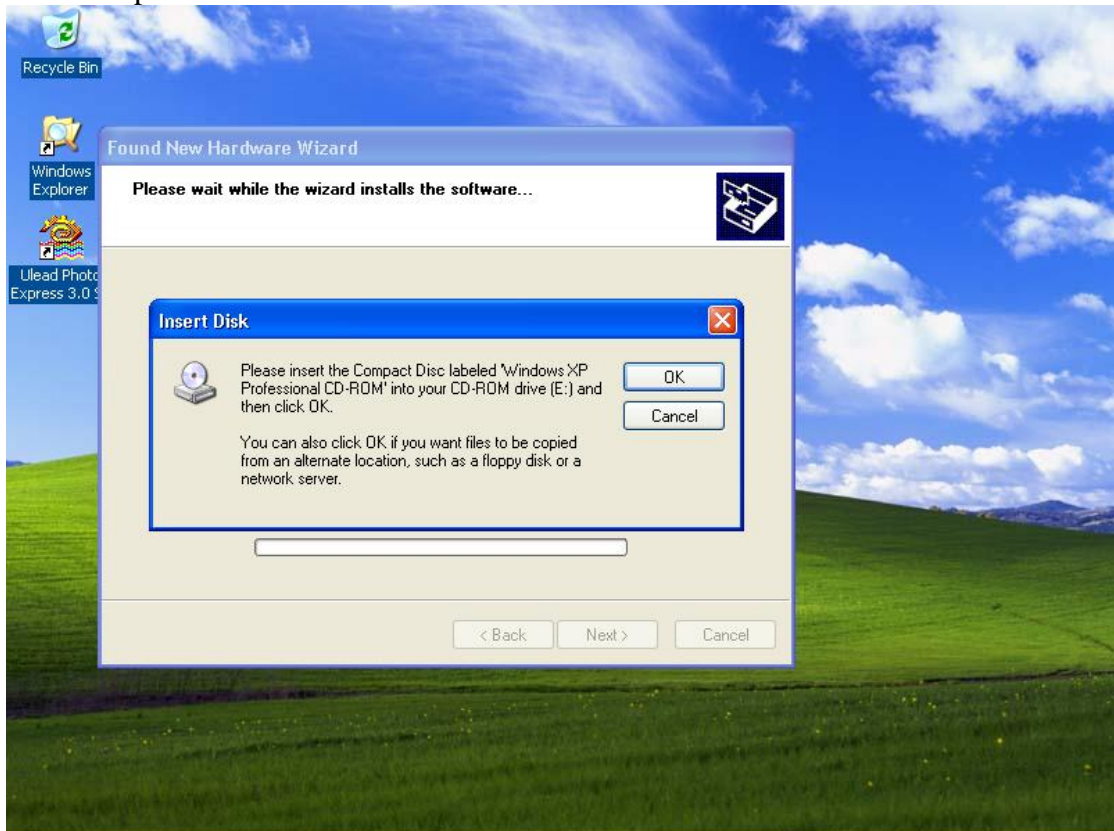 Recycle Bin
Windows
Explorer
Ulead Photo
Express 3.0 S
Found New Hardware Wizard
Please wait while the wizard installs the software...
Insert Disk
Please insert the Compact Disc labeled 'Windows XP
Professional CD-ROM' into your CD-ROM drive (E:) and
then click OK.
You can also click OK if you want files to be copied
from an alternate location, such as a floppy disk or a
network server.
OK
Cancel
< Back
Next >
Cancel